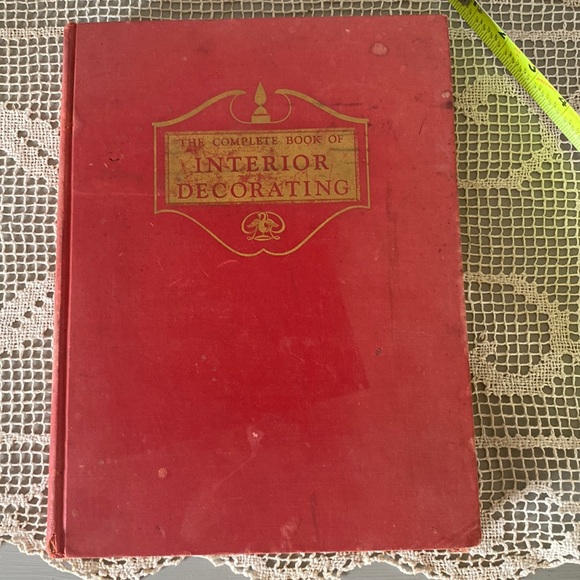 THE COMPLETE BOOK OF
INTERIOR
DECORATING